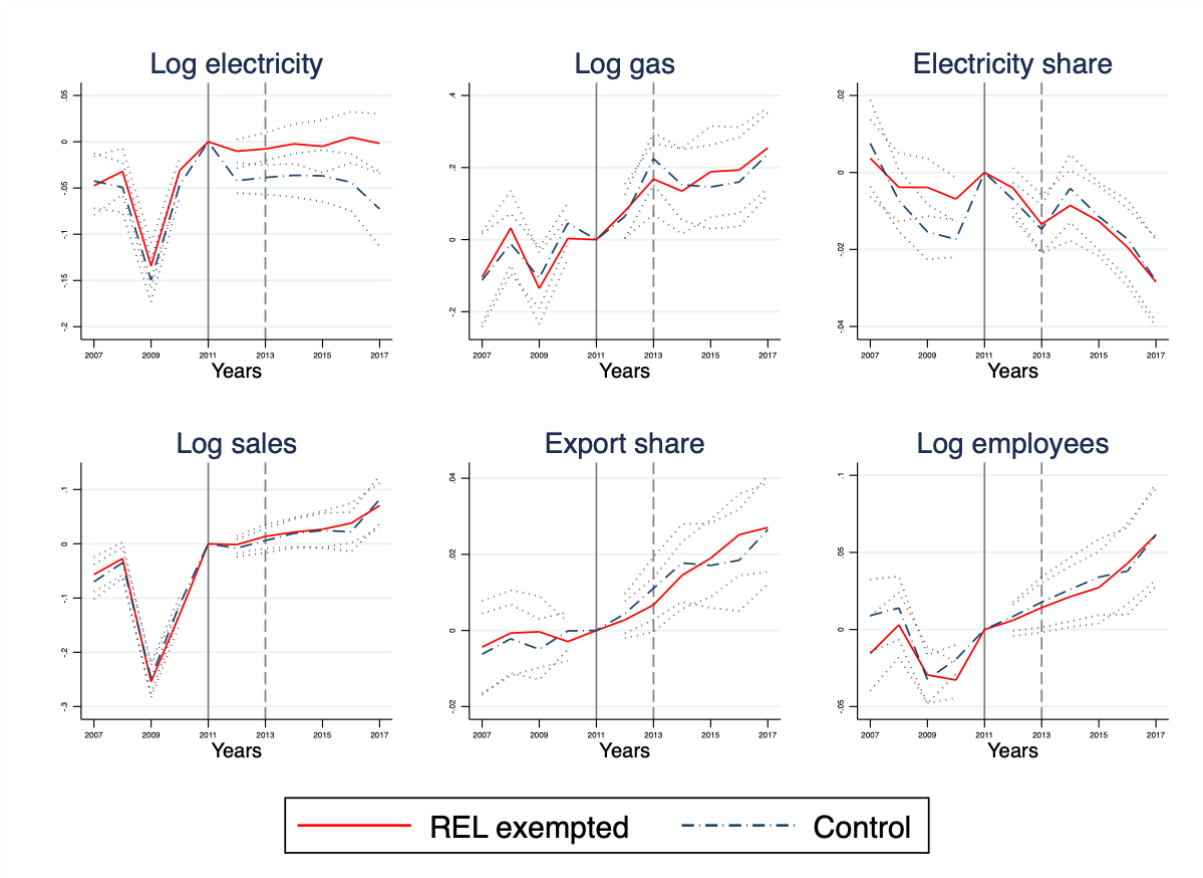 Log electricity
.05
0
-.05
-.1
-.15
-.2
2007 2009 2011 2013 2015 2017
Years
Log gas
.4
.2
0
-.2
2007 2009 2011 2013 2015 2017
Years
Electricity share
.02
0
-.02
-.04
2007 2009 2011 2013 2015 2017
Years
Log sales
.1
0
-.1
-.2
-.3
2007 2009 2011 2013 2015 2017
Years
Export share
.04
.02
0
-.02
2007 2009 2011 2013 2015 2017
Years
Log employees
.1
.05
0
-.05
2007 2009 2011 2013 2015 2017
Years
REL exempted Control